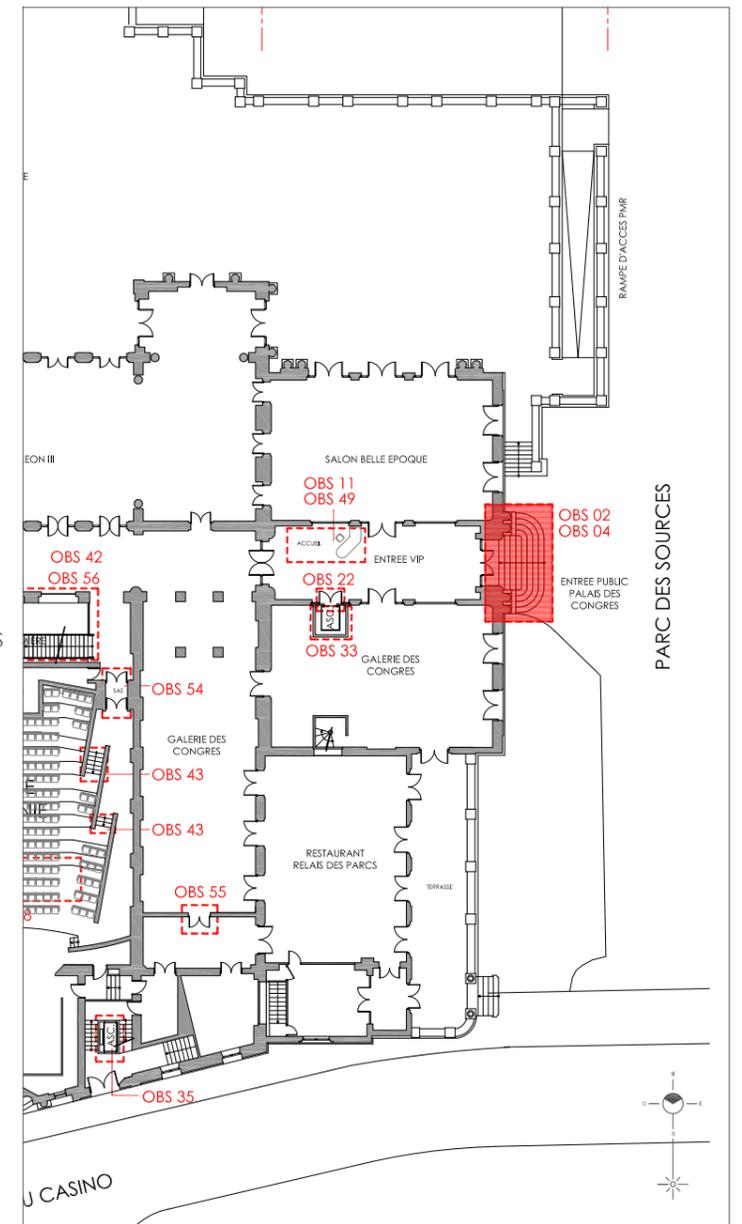 E
RAMPE D'ACCES PMR
EON III
SALON BELLE EPOQUE
OBS 11
OBS 49
ACCUEIL
ENTREE VIP
OBS 02
OBS 04
ENTREE PUBLIC
PALAIS DES
CONGRES
PARC DES SOURCES
OBS 42
OBS 56
OBS 22
ASC.
OBS 33
GALERIE DES
CONGRES
S
SAS
OBS 54
GALERIE DES
CONGRES
OBS 43
OBS 43
RESTAURANT
RELAIS DES PARCS
TERRASSE
OBS 55
8
ASC.
OBS 35
N
O
E
S
U CASINO